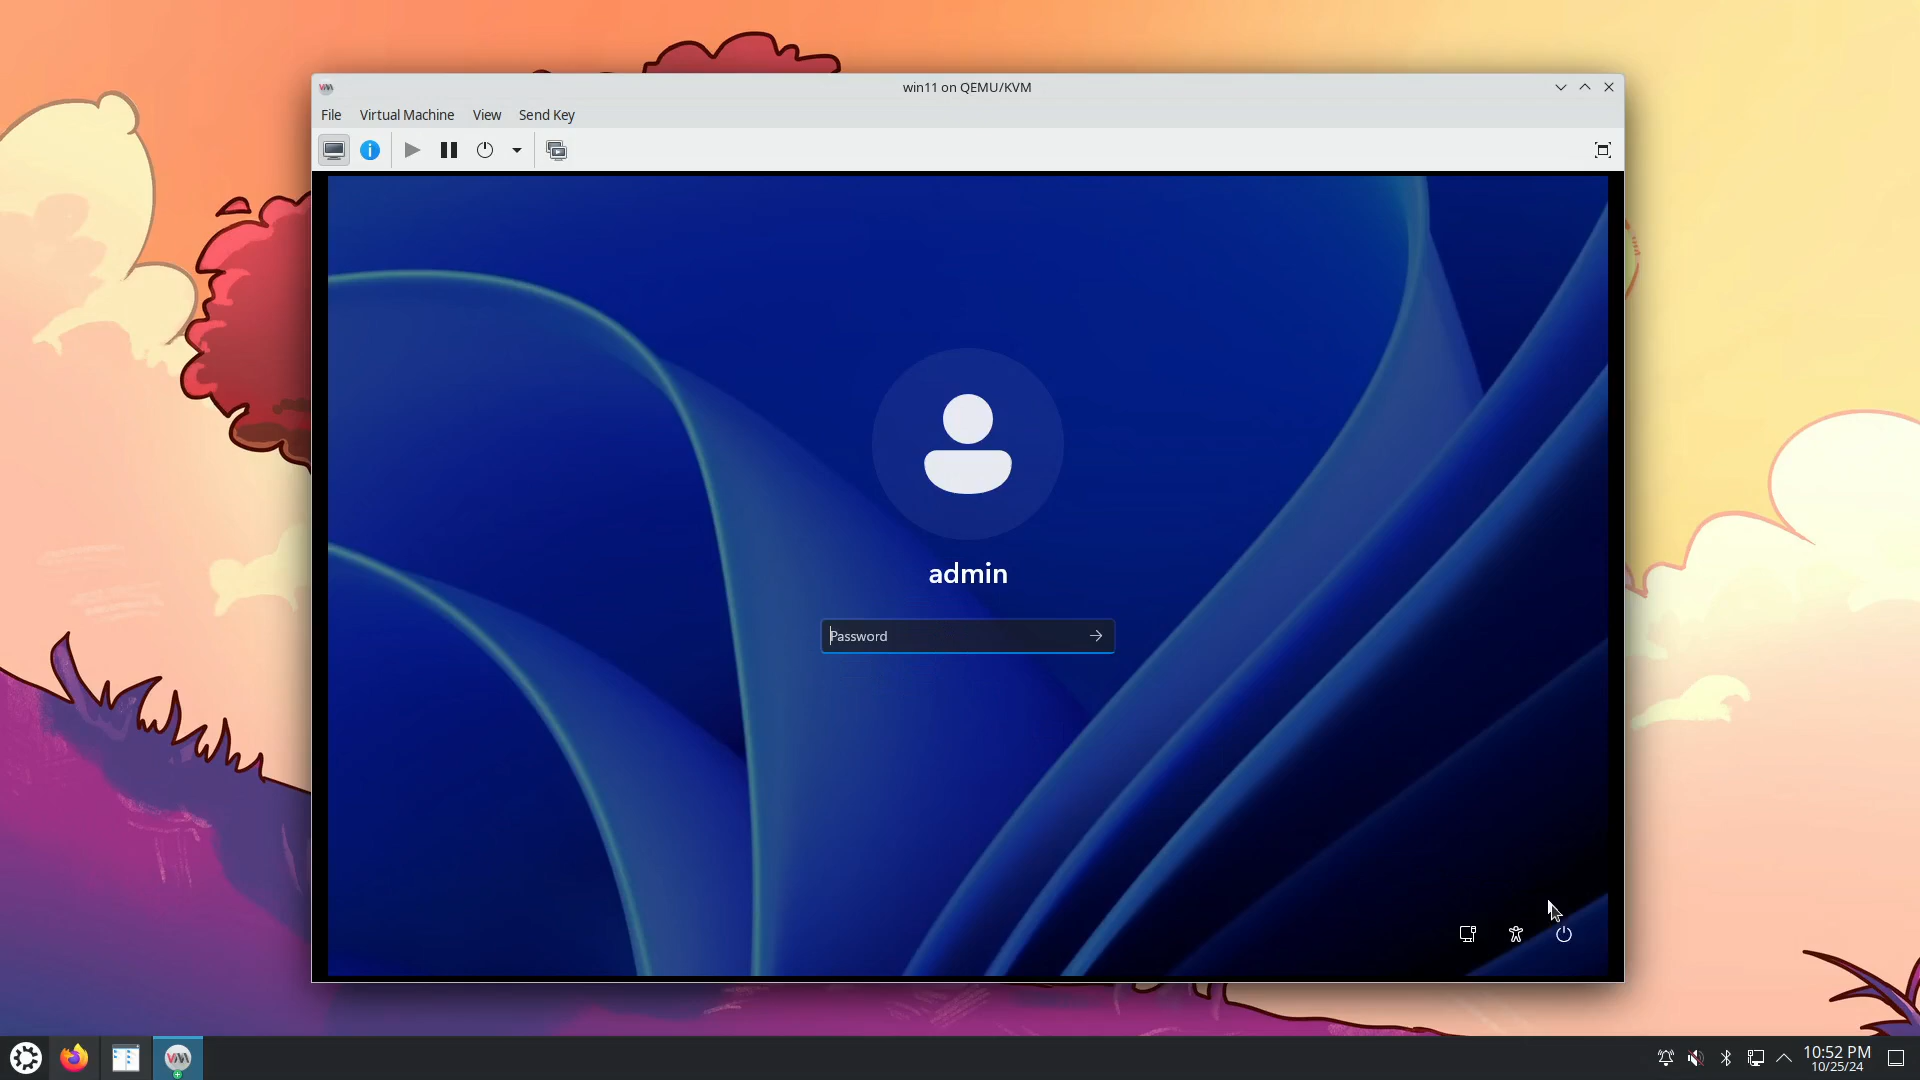 win11 on QEMU/KVM
File Virtual Machine View Send Key
admin
Password
10:52 PM
10/25/24